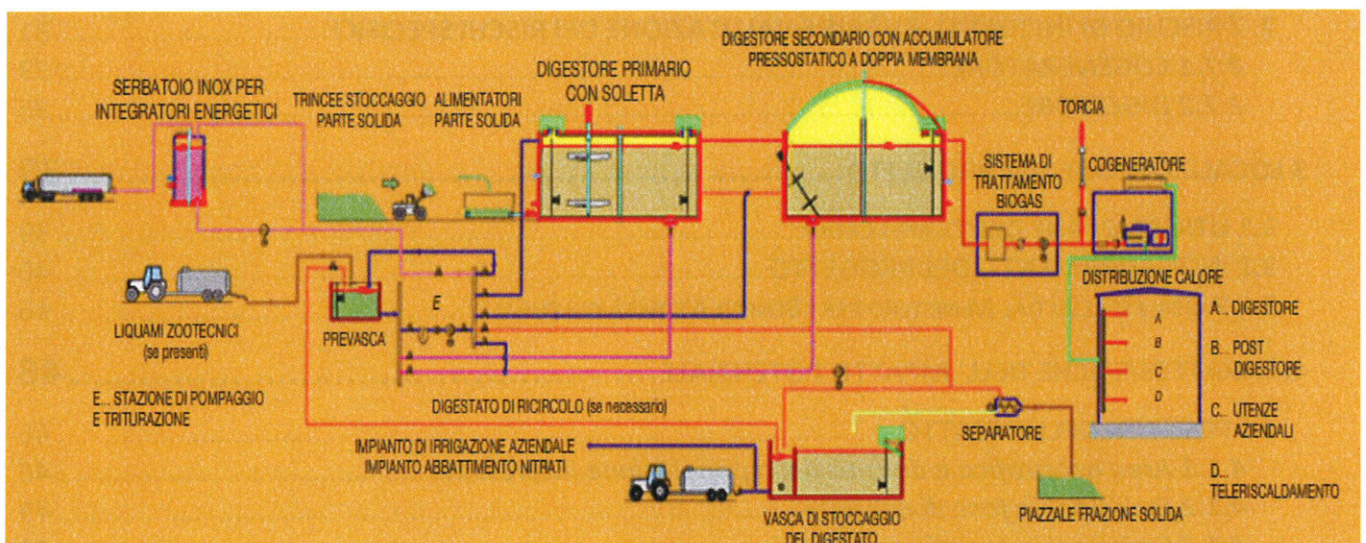 DIGESTORE SECONDARIO CON ACCUMULATORE
PRESSOSTATICO A DOPPIA MEMBRANA
DIGESTORE PRIMARIO
CON SOLETTA
SERBATOIO INOX PER
INTEGRATORI ENERGETICI
TRINCEE STOCCAGGIO
PARTE SOLIDA
ALIMENTATORI
PARTE SOLIDA
TORCIA
SISTEMA DI
TRATTAMENTO
BIOGAS
COGENERATORE
LIQUAMI ZOOTECNICI
(se presenti)
PREVASCA
E
E... STAZIONE DI POMPAGGIO
E TRITURAZIONE
DISTRIBUZIONE CALORE
A
B
C
D
A... DIGESTORE
B... POST
DIGESTORE
C... UTENZE
AZIENDALI
D...
TELERISCALDAMENTO
DIGESTATO DI RICIRCOLO (se necessario)
IMPIANTO DI IRRIGAZIONE AZIENDALE
IMPIANTO ABBATTIMENTO NITRATI
SEPARATORE
VASCA DI STOCCAGGIO
DEL DIGESTATO
PIAZZALE FRAZIONE SOLIDA